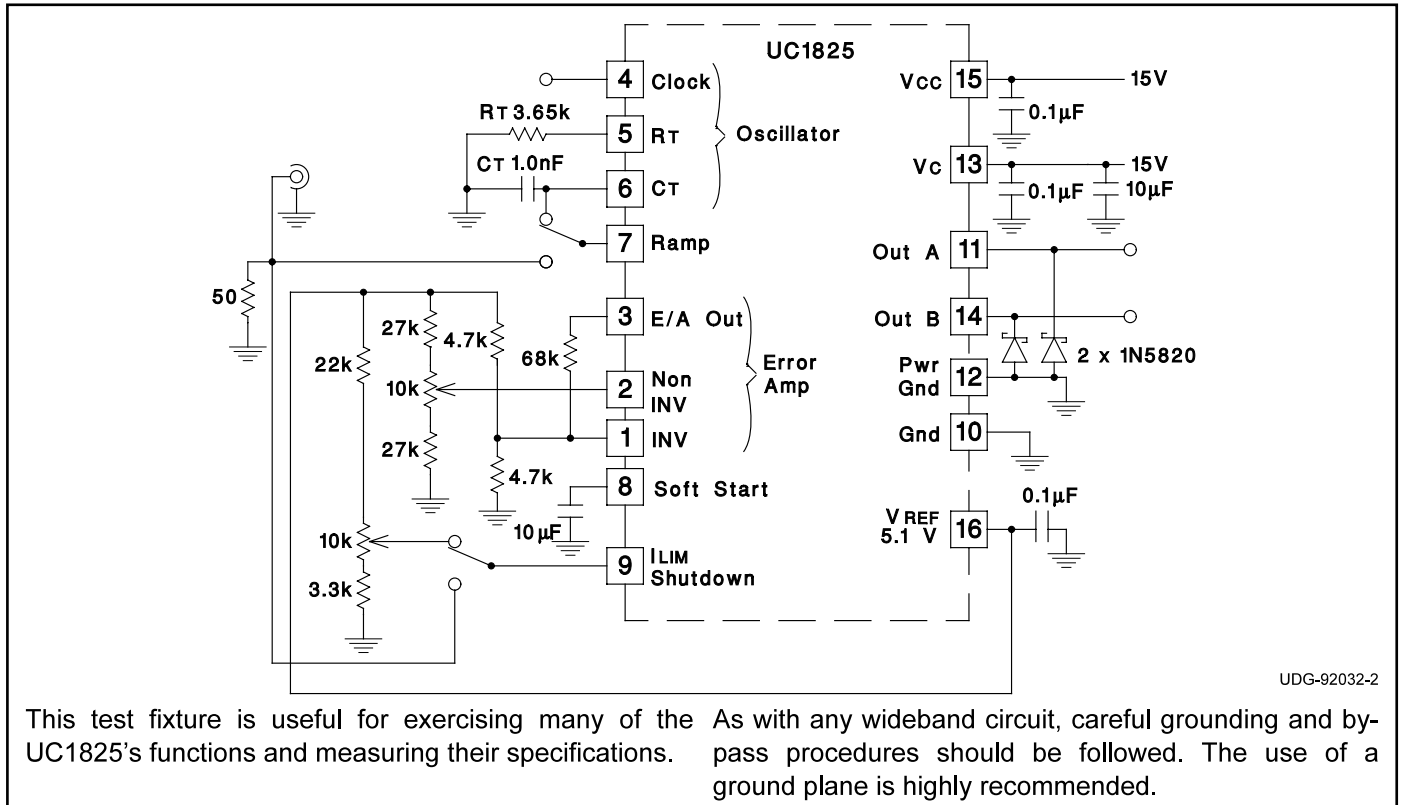 UC1825
4 Clock
RT 3.65k
5 RT
Oscillator
CT 1.0nF
6 CT
7 Ramp
50
3 E/A Out
27k
4.7k
22k
68k
Error
Amp
10k
2 Non
INV
27k
1 INV
4.7k
8 Soft Start
10µF
10k
9 ILIM
Shutdown
3.3k
Vcc 15
15V
0.1µF
Vc 13
15V
0.1µF
10µF
Out A 11
Out B 14
2 x 1N5820
Pwr
Gnd 12
Gnd 10
0.1µF
VREF
5.1 V 16
UDG-92032-2
This test fixture is useful for exercising many of the
UC1825's functions and measuring their specifications.
As with any wideband circuit, careful grounding and by-
pass procedures should be followed. The use of a
ground plane is highly recommended.